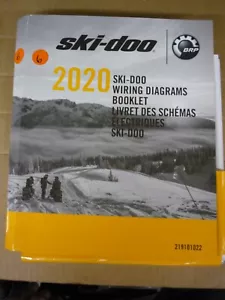 ski-doo
BRP
2020
SKI-DOO
WIRING DIAGRAMS
BOOKLET
LIVRET DES SCHÉMAS
ÉLECTRIQUES
SKI-DOO
219101022